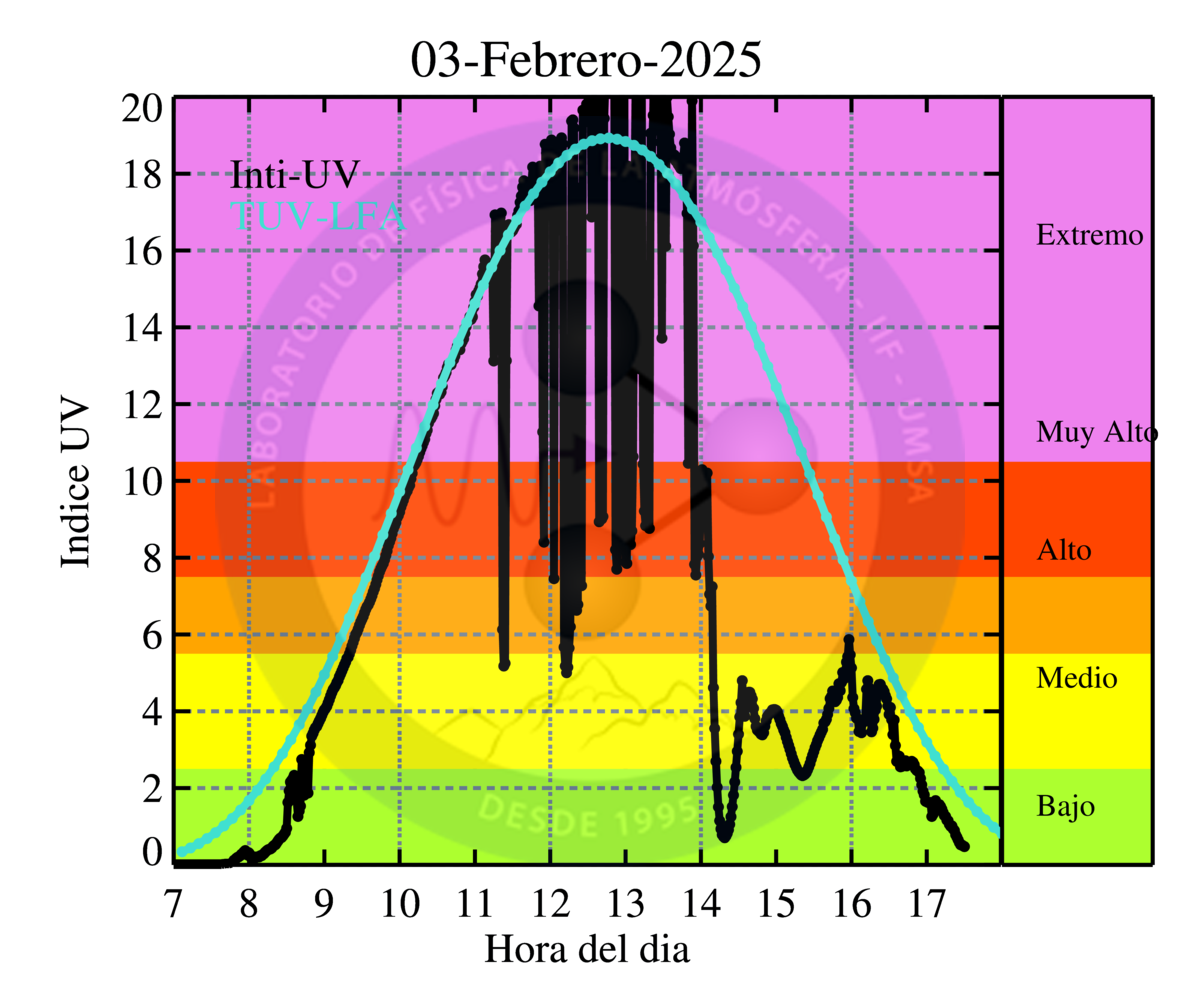 03-Febrero-2025
Inti-UV
TUV-LFA
Indice UV
20
18
16
14
12
10
8
6
4
2
0
7 8 9 10 11 12 13 14 15 16 17
Hora del dia
Extremo
Muy Alto
Alto
Medio
Bajo
LABORATORIO DE FÍSICA DE LA ATMÓSFERA - IIF - UMSA
DESDE 1995